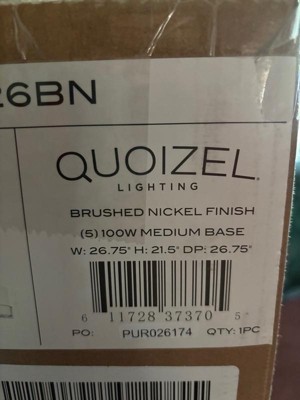 26BN
QUOIZEL
LIGHTING
BRUSHED NICKEL FINISH
(5) 100W MEDIUM BASE
W: 26.75" H: 21.5" DP: 26.75"
6 11728 37370 5
PO: PUR026174 QTY: 1PC